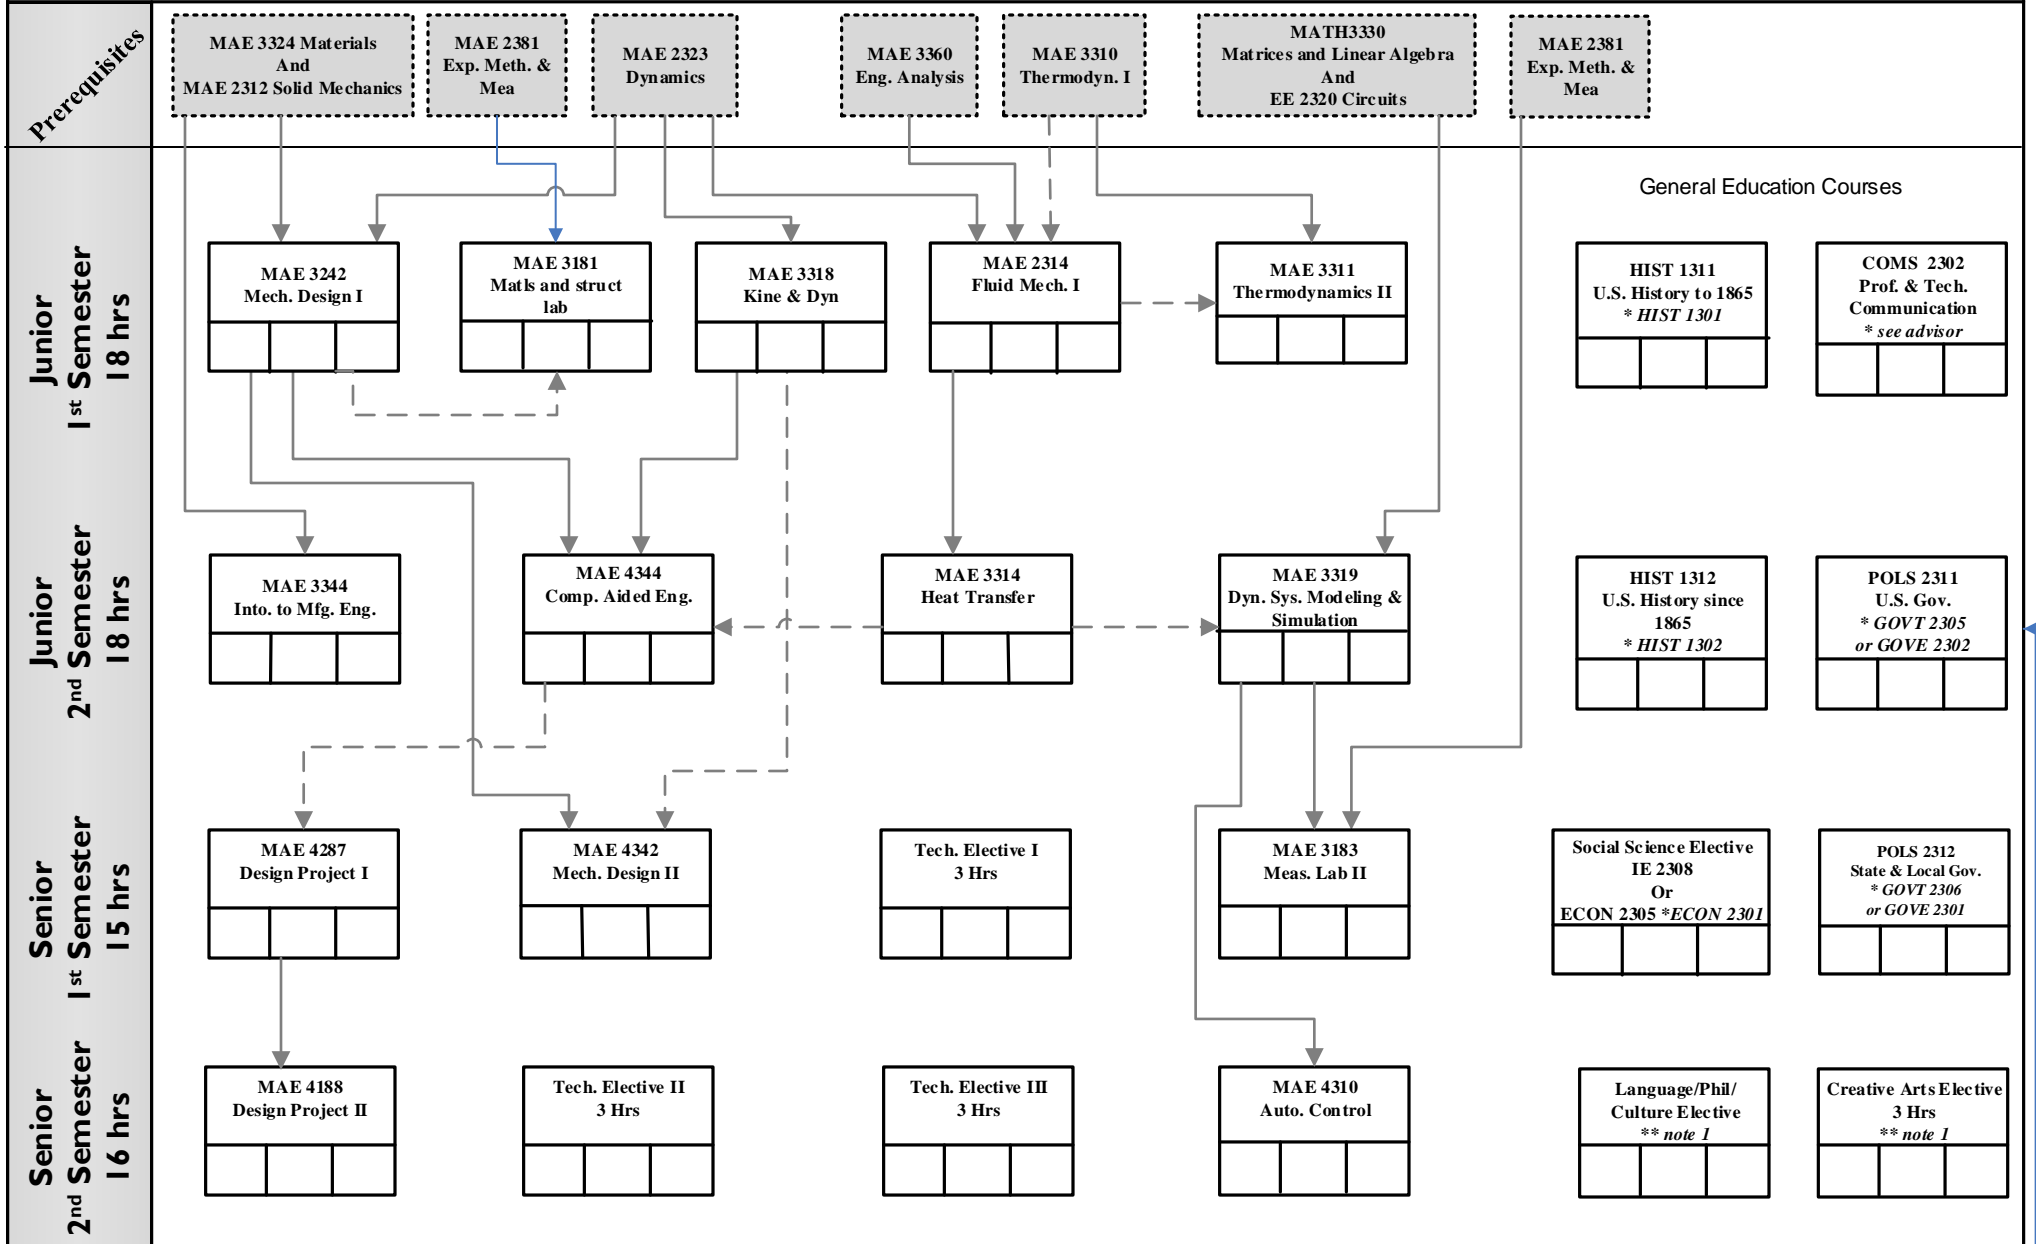 Prerequisites
MAE 3324 Materials
And
MAE 2312 Solid Mechanics
MAE 2381
Exp. Meth. &
Mea
MAE 2323
Dynamics
MAE 3360
Eng. Analysis
MAE 3310
Thermodyn. I
MATH3330
Matrices and Linear Algebra
And
EE 2320 Circuits
MAE 2381
Exp. Meth. &
Mea
General Education Courses
Junior
1st Semester
18 hrs
MAE 3242
Mech. Design I
MAE 3181
Matls and struct
lab
MAE 3318
Kine & Dyn
MAE 2314
Fluid Mech. I
MAE 3311
Thermodynamics II
HIST 1311
U.S. History to 1865
* HIST 1301
COMS 2302
Prof. & Tech.
Communication
* see advisor
Junior
2nd Semester
18 hrs
MAE 3344
Into. to Mfg. Eng.
MAE 4344
Comp. Aided Eng.
MAE 3314
Heat Transfer
MAE 3319
Dyn. Sys. Modeling &
Simulation
HIST 1312
U.S. History since
1865
* HIST 1302
POLS 2311
U.S. Gov.
* GOVT 2305
or GOVE 2302
Senior
1st Semester
15 hrs
MAE 4287
Design Project I
MAE 4342
Mech. Design II
Tech. Elective I
3 Hrs
MAE 3183
Meas. Lab II
Social Science Elective
IE 2308
Or
ECON 2305 *ECON 2301
POLS 2312
State & Local Gov.
* GOVT 2306
or GOVE 2301
Senior
2nd Semester
16 hrs
MAE 4188
Design Project II
Tech. Elective II
3 Hrs
Tech. Elective III
3 Hrs
MAE 4310
Auto. Control
Language/Phil/
Culture Elective
** note 1
Creative Arts Elective
3 Hrs
** note 1